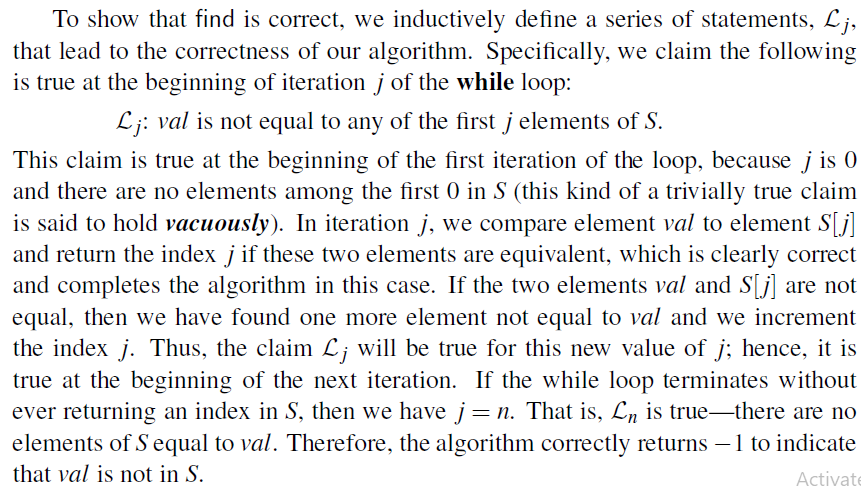 To show that find is correct, we inductively define a series of statements, ℒj,
that lead to the correctness of our algorithm. Specifically, we claim the following
is true at the beginning of iteration j of the while loop:
ℒj: val is not equal to any of the first j elements of S.
This claim is true at the beginning of the first iteration of the loop, because j is 0
and there are no elements among the first 0 in S (this kind of a trivially true claim
is said to hold vacuously). In iteration j, we compare element val to element S[j]
and return the index j if these two elements are equivalent, which is clearly correct
and completes the algorithm in this case. If the two elements val and S[j] are not
equal, then we have found one more element not equal to val and we increment
the index j. Thus, the claim ℒj will be true for this new value of j; hence, it is
true at the beginning of the next iteration. If the while loop terminates without
ever returning an index in S, then we have j = n. That is, ℒn is true—there are no
elements of S equal to val. Therefore, the algorithm correctly returns −1 to indicate
that val is not in S.
Activate